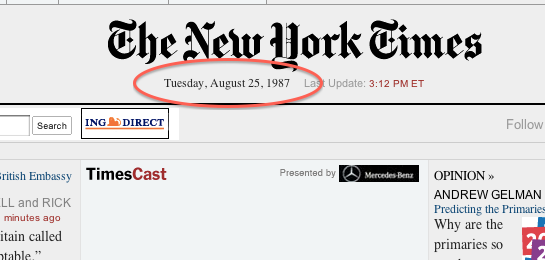 The New York Times
Tuesday, August 25, 1987 Last Update: 3:12 PM ET
Search
ING DIRECT
Follow
British Embassy
TimesCast
Presented by Mercedes-Benz
OPINION »
LL and RICK
minutes ago
itain called
ptable.”
ANDREW GELMAN
Predicting the Primaries
Why are the
primaries so